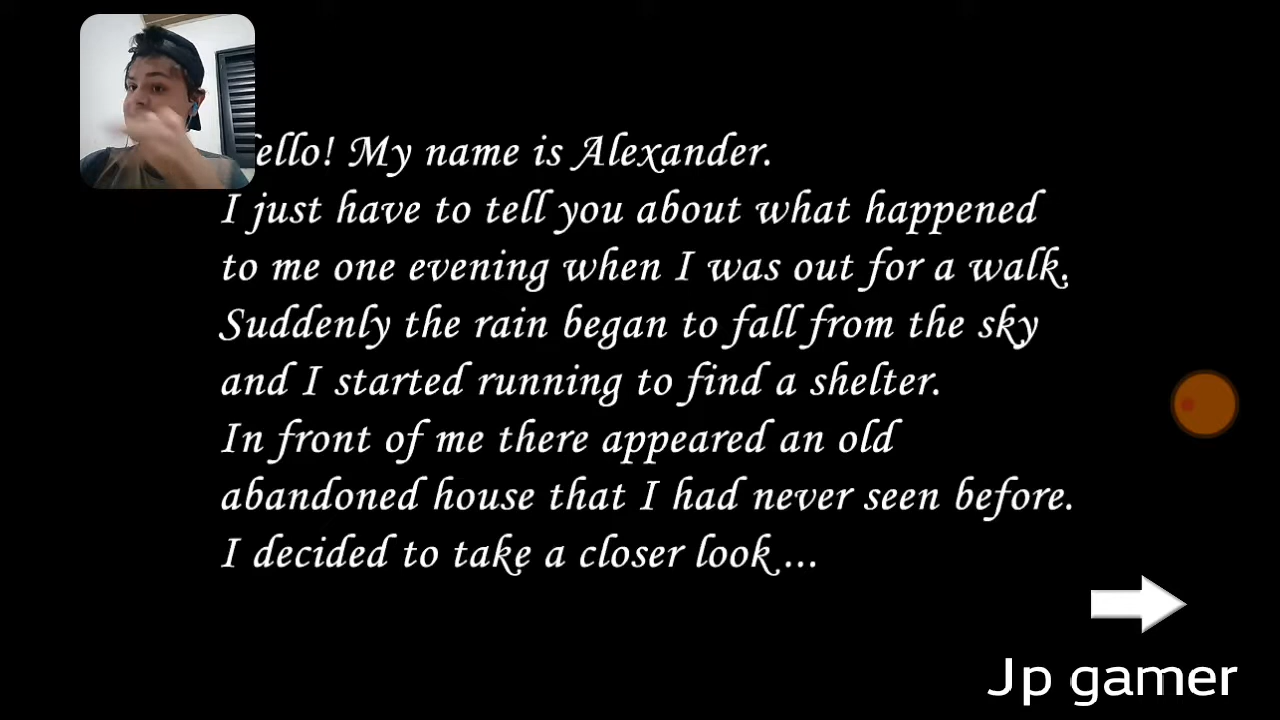 ello! My name is Alexander.
I just have to tell you about what happened
to me one evening when I was out for a walk.
Suddenly the rain began to fall from the sky
and I started running to find a shelter.
In front of me there appeared an old
abandoned house that I had never seen before.
I decided to take a closer look ...
Jp gamer